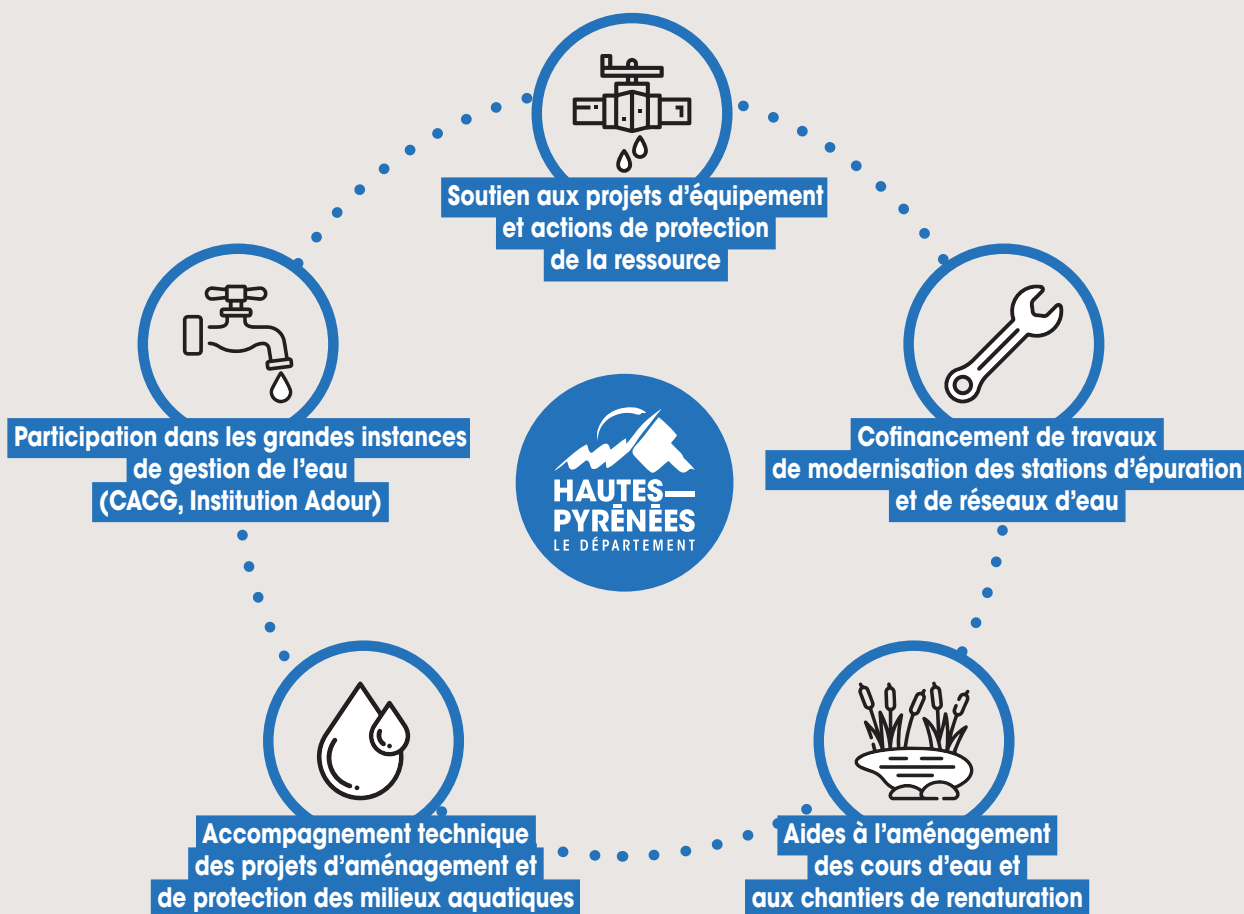 Soutien aux projets d'équipement
et actions de protection
de la ressource
Participation dans les grandes instances
de gestion de l'eau
(CACG, Institution Adour)
Cofinancement de travaux
de modernisation des stations d'épuration
et de réseaux d'eau
HAUTES—
PYRĒNĒES
LE DÉPARTEMENT
Accompagnement technique
des projets d'aménagement et
de protection des milieux aquatiques
Aides à l'aménagement
des cours d'eau et
aux chantiers de renaturation